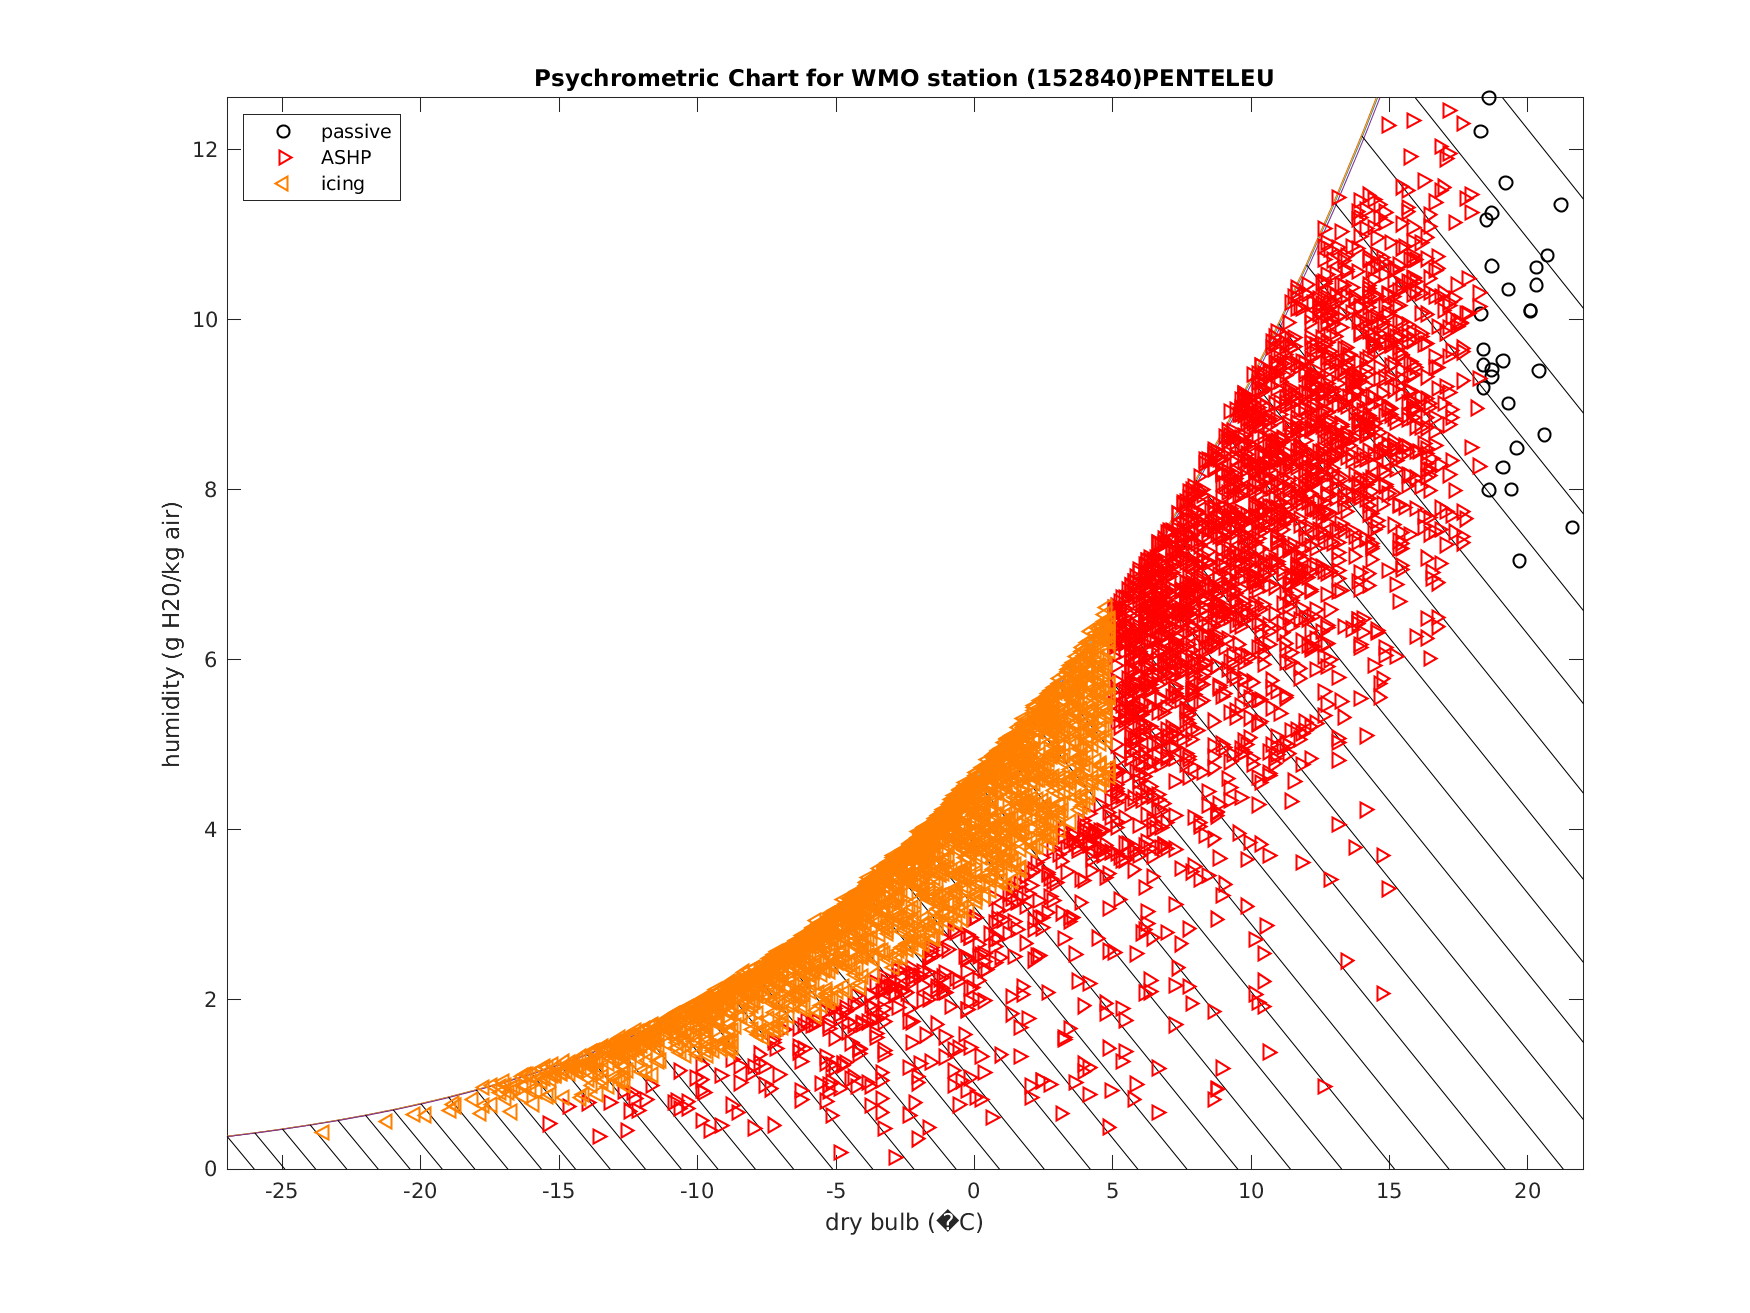 Psychrometric Chart for WMO station (152840)PENTELEU
passive
ASHP
icing
12
10
8
6
4
2
0
humidity (g H20/kg air)
-25 -20 -15 -10 -5 0 5 10 15 20
dry bulb (�C)